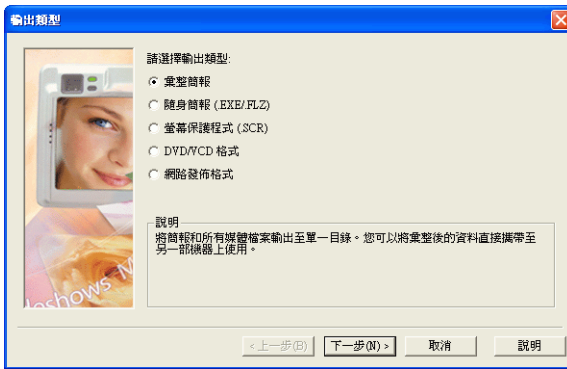 輸出類型
請選擇輸出類型:
彙整簡報
隨身簡報 (.EXE/.FLZ)
螢幕保護程式 (.SCR)
DVD/VCD 格式
網路發佈格式
說明
將簡報和所有媒體檔案輸出至單一目錄。您可以將彙整後的資料直接攜帶至
另一部機器上使用。
<上一步(B)
下一步(N) >
取消
說明